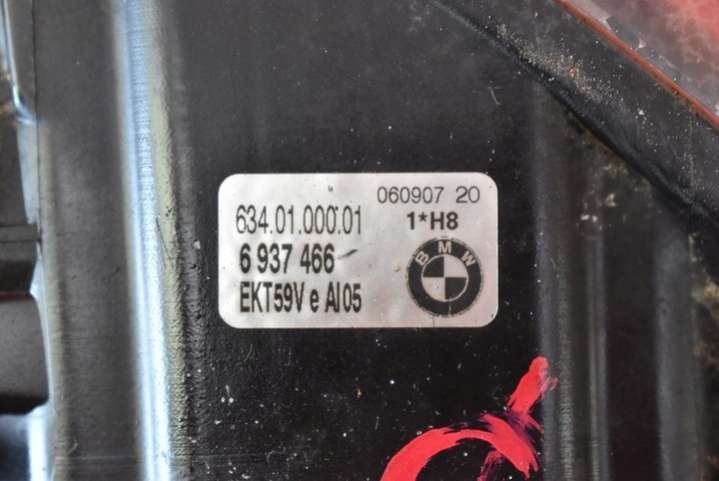 060907 20
634.01.000.01
1*H8
6 937 466
BMW
EKT59V e AI05